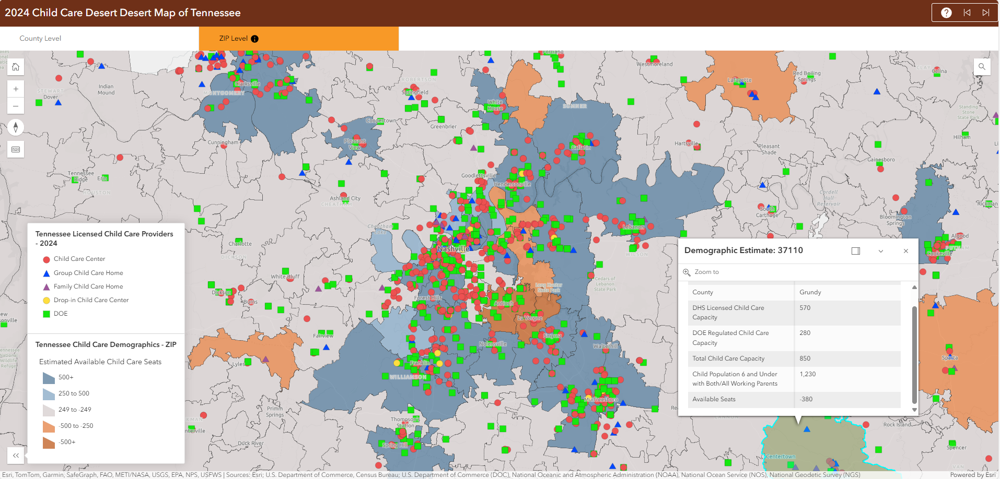 2024 Child Care Desert Desert Map of Tennessee
County Level
ZIP Level
Portland
Westmoreland
CLAY
Celina
Red Boiling
Springs
Lafayette
Indian
Mound
STEWART
Dover
Clarksville
MONTGOMERY
ROBERTSON
Springfield
White
House
SUMNER
Standing
Stone
State Park
Coopertown
Greenbrier
Hilham
Cunningham
Pleasant
View
Gallatin
Hartsville
Pleasant
Shade
Gainesboro
Tennessee
Ridge
Erin
HOUSTON
Goodlettsville
Hendersonville
Ashland City
CHEATHAM
Cordell
Hull
Reservoir
Rickman
South
Carthage
Bloomington
Springs
Cheatham
Lake
Lebanon
Algood
Charlotte
DICKSON
Nashville
WILSON
PUTNAM
Cookeville
White Bluff
Cedars of
Lebanon
State Park
Long Hunter
State Park
Dickson
Burns
Forest Hills
Antioch
La Vergne
Fairview
Nolensville
Smyrna
Walterhill
Lyles
Franklin
WILLIAMSON
Sparta
Murfreesboro
Primm
Springs
Thompson's
Station
CANNON
Rock Island
Duck River
Spring Hill
Spencer
Centertown
VAN
Tennessee Licensed Child Care Providers
- 2024
Child Care Center
Group Child Care Home
Family Child Care Home
Drop-in Child Care Center
DOE
Tennessee Child Care Demographics - ZIP
Estimated Available Child Care Seats
500+
250 to 500
249 to -249
-500 to -250
-500+
Demographic Estimate: 37110
Zoom to
County Grundy
DHS Licensed Child Care
Capacity 570
DOE Regulated Child Care
Capacity 280
Total Child Care Capacity 850
Child Population 6 and Under
with Both/All Working Parents 1,230
Available Seats -380
Esri, TomTom, Garmin, SafeGraph, FAO, METI/NASA, USGS, EPA, NPS, USFWS | Sources: Esri; U.S. Department of Commerce, Census Bureau; U.S. Department of Commerce (DOC), National Oceanic and Atmospheric Administration (NOAA), National Ocean Service (NOS), National Geodetic Survey (NGS)
Powered by Esri